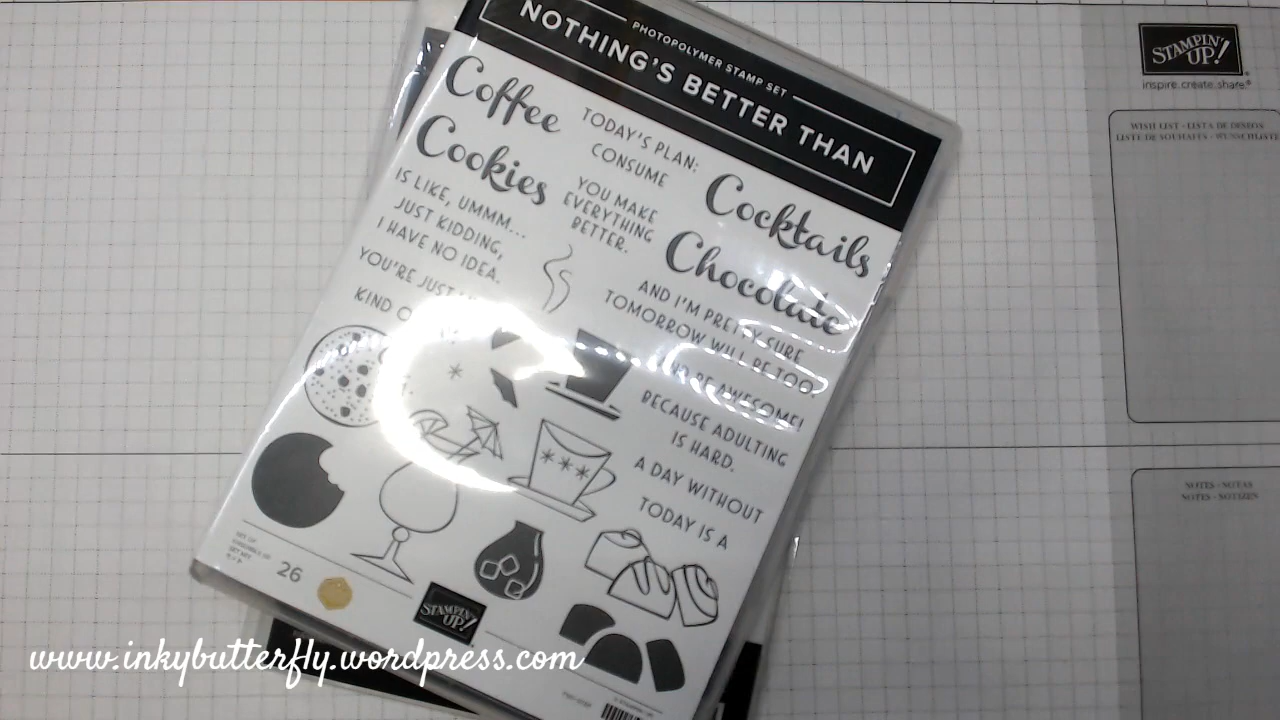 PHOTOPOLYMER STAMP SET
NOTHING'S BETTER THAN
Coffee
Cookies
IS LIKE, UMMM...
JUST KIDDING,
I HAVE NO IDEA.
YOU'RE JUST
KIND
TODAY'S PLAN:
CONSUME
YOU MAKE
EVERYTHING
BETTER.
Cocktails
Chocolate
AND I'M PRETTY SURE
TOMORROW WILL BE TOO
AND BE AWESOME!
BECAUSE ADULTING
IS HARD.
A DAY WITHOUT
TODAY IS A
SET OF
26
STAMPIN' UP!
STAMPIN' UP!
inspire.create.share.
WISH LIST · LISTA DE DESEOS
LISTE DE SOUHAITS · WUNSCHLISTE
NOTES · NOTAS
NOTES · NOTIZEN
www.inkybutterfly.wordpress.com